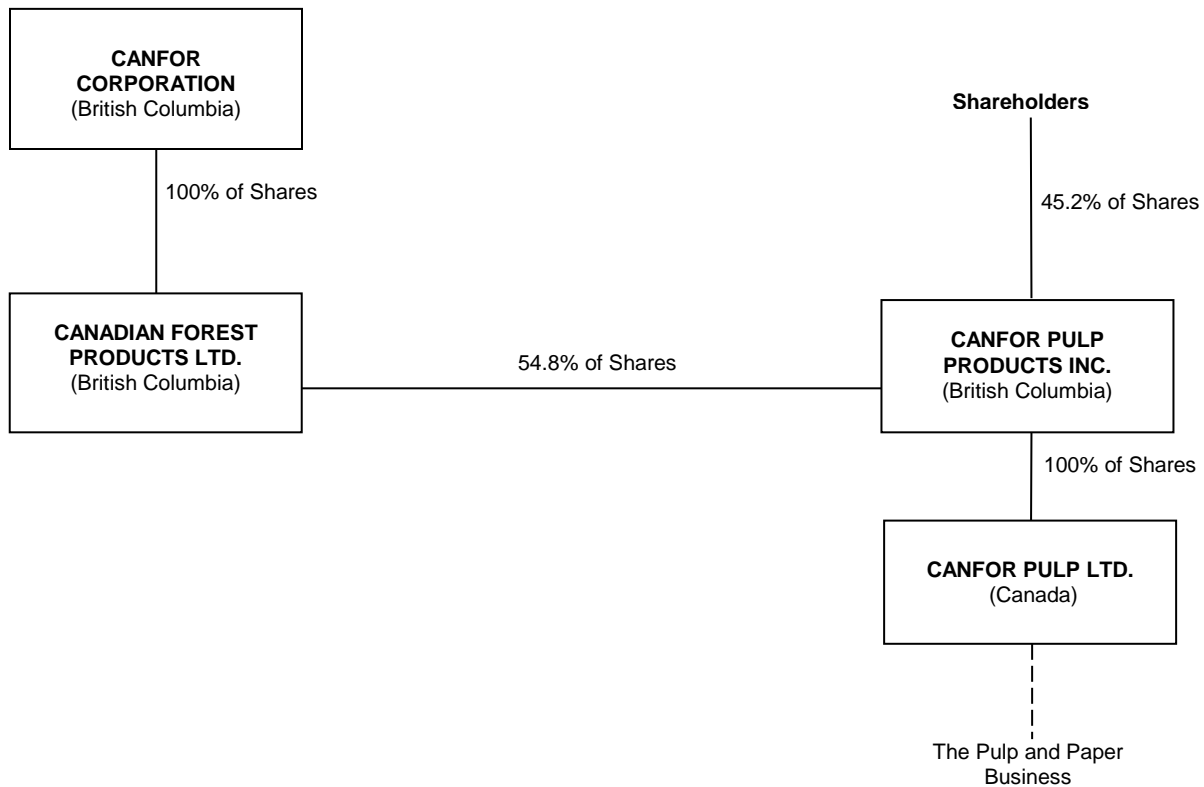 CANFOR
CORPORATION
(British Columbia)
Shareholders
100% of Shares
45.2% of Shares
CANADIAN FOREST
PRODUCTS LTD.
(British Columbia)
54.8% of Shares
CANFOR PULP
PRODUCTS INC.
(British Columbia)
100% of Shares
CANFOR PULP LTD.
(Canada)
The Pulp and Paper
Business